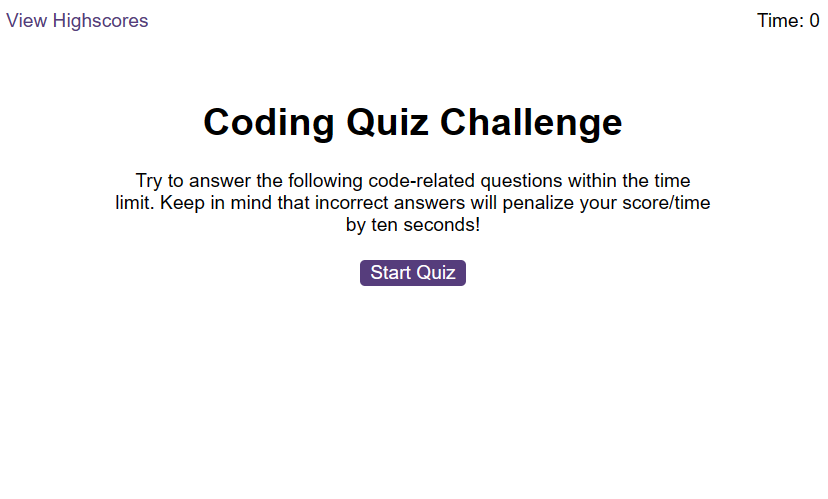 View Highscores
Time: 0
Coding Quiz Challenge
Try to answer the following code-related questions within the time
limit. Keep in mind that incorrect answers will penalize your score/time
by ten seconds!
Start Quiz